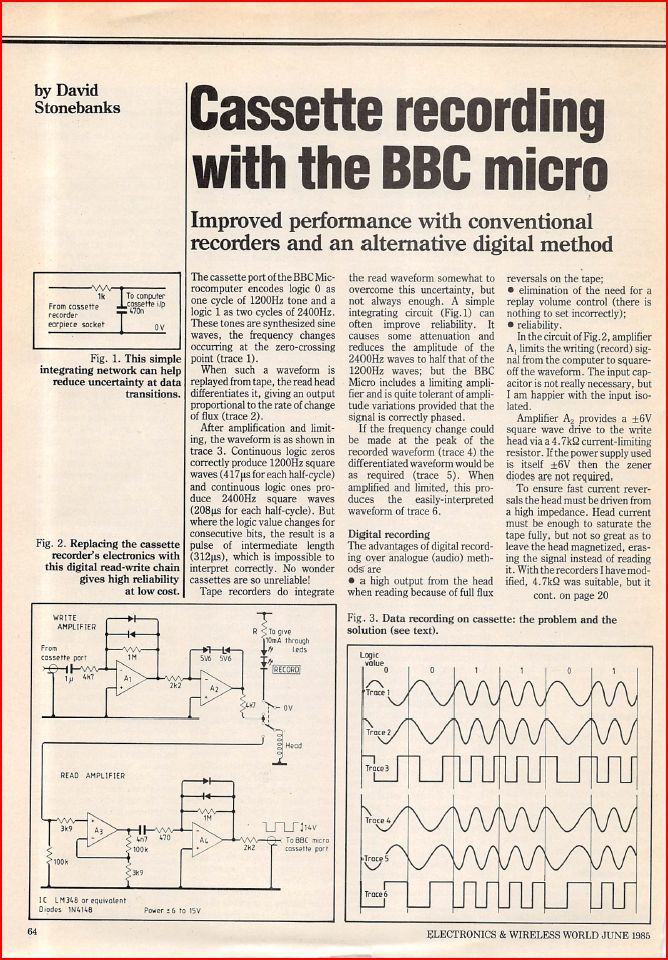 by David
Stonebanks
Cassette recording
with the BBC micro
Improved performance with conventional
recorders and an alternative digital method
1k
From cassette
recorder
earpiece socket
To computer
cassette i/p
470n
0V
Fig. 1. This simple
integrating network can help
reduce uncertainty at data
transitions.
Fig. 2. Replacing the cassette
recorder's electronics with
this digital read-write chain
gives high reliability
at low cost.
The cassette port of the BBC Mic-
rocomputer encodes logic 0 as
one cycle of 1200Hz tone and a
logic 1 as two cycles of 2400Hz.
These tones are synthesized sine
waves, the frequency changes
occurring at the zero-crossing
point (trace 1).
When such a waveform is
replayed from tape, the read head
differentiates it, giving an output
proportional to the rate of change
of flux (trace 2).
After amplification and limit-
ing, the waveform is as shown in
trace 3. Continuous logic zeros
correctly produce 1200Hz square
waves (417µs for each half-cycle)
and continuous logic ones pro-
duce 2400Hz square waves
(208µs for each half-cycle). But
where the logic value changes for
consecutive bits, the result is a
pulse of intermediate length
(312µs), which is impossible to
interpret correctly. No wonder
cassettes are so unreliable!
Tape recorders do integrate
the read waveform somewhat to
overcome this uncertainty, but
not always enough. A simple
integrating circuit (Fig.1) can
often improve reliability. It
causes some attenuation and
reduces the amplitude of the
2400Hz waves to half that of the
1200Hz waves; but the BBC
Micro includes a limiting ampli-
fier and is quite tolerant of ampli-
tude variations provided that the
signal is correctly phased.
If the frequency change could
be made at the peak of the
recorded waveform (trace 4) the
differentiated waveform would be
as required (trace 5). When
amplified and limited, this pro-
duces the easily-interpreted
waveform of trace 6.
Digital recording
The advantages of digital record-
ing over analogue (audio) meth-
ods are
● a high output from the head
when reading because of full flux
reversals on the tape;
● elimination of the need for a
replay volume control (there is
nothing to set incorrectly);
● reliability.
In the circuit of Fig.2, amplifier
A₁ limits the writing (record) sig-
nal from the computer to square-
off the waveform. The input cap-
acitor is not really necessary, but
I am happier with the input iso-
lated.
Amplifier A₂ provides a ±6V
square wave drive to the write
head via a 4.7kΩ current-limiting
resistor. If the power supply used
is itself ±6V then the zener
diodes are not required.
To ensure fast current rever-
sals the head must be driven from
a high impedance. Head current
must be enough to saturate the
tape fully, but not so great as to
leave the head magnetized, eras-
ing the signal instead of reading
it. With the recorders I have mod-
ified, 4.7kΩ was suitable, but it
cont. on page 20
WRITE
AMPLIFIER
From
cassette port
1µ
4k7
1M
A1
2k2
5V6 5V6
A2
4k7
R
To give
10mA through
leds
RECORD
0V
Head
READ AMPLIFIER
3k9
100k
A3
4n7
470
100k
3k9
1M
A4
2k2
14V
To BBC micro
cassette port
IC LM348 or equivalent
Diodes 1N4148
Power ±6 to 15V
Fig. 3. Data recording on cassette: the problem and the
solution (see text).
Logic
value
0 0 1 1 0 1
Trace 1
Trace 2
Trace 3
Trace 4
Trace 5
Trace 6
64
ELECTRONICS & WIRELESS WORLD JUNE 1985